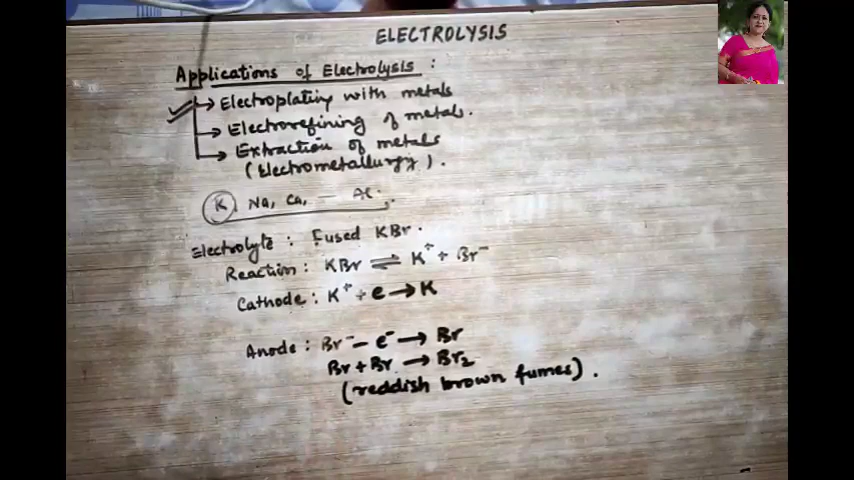 ELECTROLYSIS
Applications of Electrolysis :
→ Electroplating with metals
→ Electrorefining of metals.
→ Extraction of metals
(Electrometallurgy).
K, Na, Ca, — Al.
Electrolyte : Fused KBr.
Reaction : KBr ⇌ K⁺ + Br⁻
Cathode : K⁺ + e → K
Anode : Br⁻ – e⁻ → Br
Br + Br → Br₂
(reddish brown fumes).